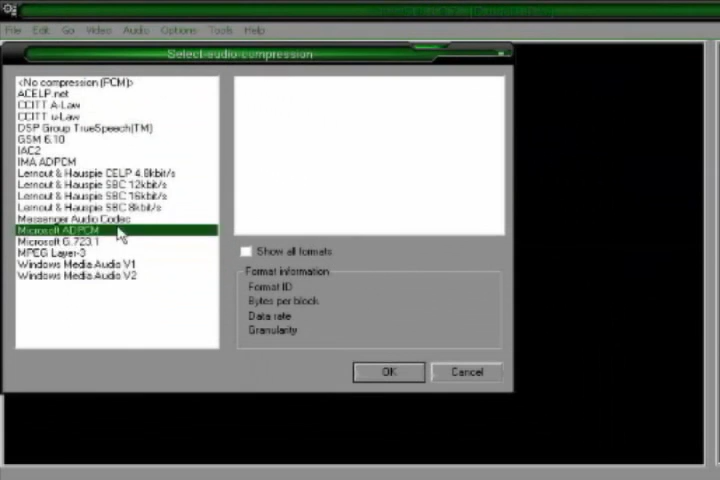 File Edit Go Video Audio Options Tools Help
Select audio compression
<No compression (PCM)>
ACELP.net
CCITT A-Law
CCITT u-Law
DSP Group TrueSpeech(TM)
GSM 6.10
IAC2
IMA ADPCM
Lernout & Hauspie CELP 4.8kbit/s
Lernout & Hauspie SBC 12kbit/s
Lernout & Hauspie SBC 16kbit/s
Lernout & Hauspie SBC 8kbit/s
Messenger Audio Codec
Microsoft ADPCM
Microsoft G.723.1
MPEG Layer-3
Windows Media Audio V1
Windows Media Audio V2
Show all formats
Format information
Format ID
Bytes per block
Data rate
Granularity
OK Cancel